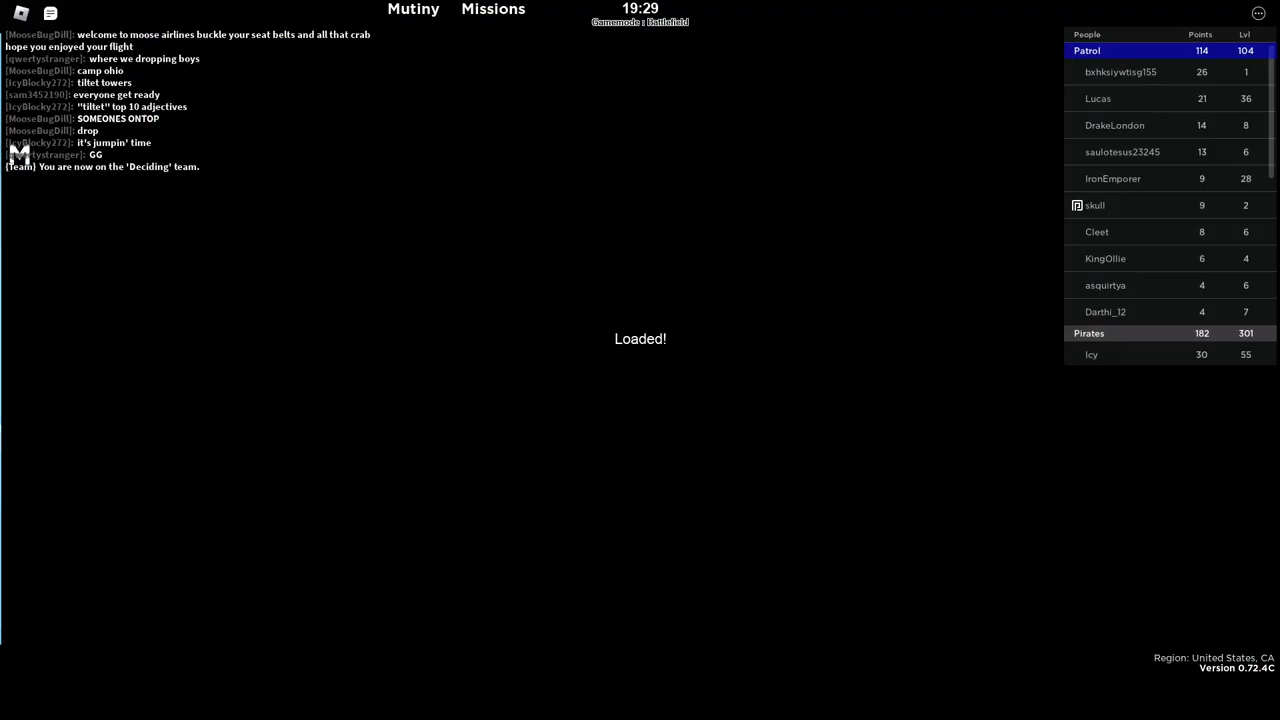 Mutiny Missions
19:29
Gamemode : Battlefield
[MooseBugDill]: welcome to moose airlines buckle your seat belts and all that crab
hope you enjoyed your flight
[qwertystranger]: where we dropping boys
[MooseBugDill]: camp ohio
[IcyBlocky272]: tiltet towers
[sam3452190]: everyone get ready
[IcyBlocky272]: "tiltet" top 10 adjectives
[MooseBugDill]: SOMEONES ONTOP
[MooseBugDill]: drop
[IcyBlocky272]: it's jumpin' time
[qwertystranger]: GG
M
{Team} You are now on the 'Deciding' team.
Loaded!
People Points Lvl
Patrol 114 104
bxhksiywtisg155 26 1
Lucas 21 36
DrakeLondon 14 8
saulotesus23245 13 6
IronEmporer 9 28
skull 9 2
Cleet 8 6
KingOllie 6 4
asquirtya 4 6
Darthi_12 4 7
Pirates 182 301
Icy 30 55
Region: United States, CA
Version 0.72.4C